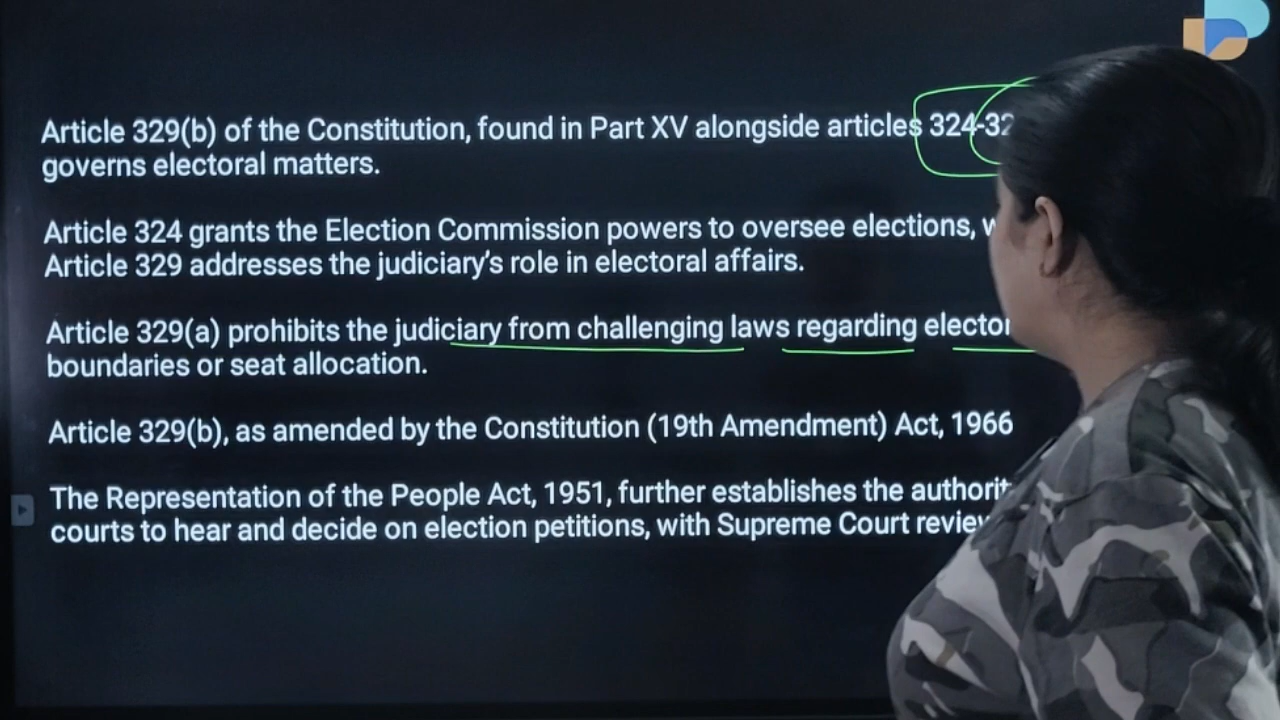 Article 329(b) of the Constitution, found in Part XV alongside articles 324-32
governs electoral matters.
Article 324 grants the Election Commission powers to oversee elections,
Article 329 addresses the judiciary's role in electoral affairs.
Article 329(a) prohibits the judiciary from challenging laws regarding
boundaries or seat allocation.
Article 329(b), as amended by the Constitution (19th Amendment) Act, 1966
The Representation of the People Act, 1951, further establishes the
courts to hear and decide on election petitions, with Supreme Court